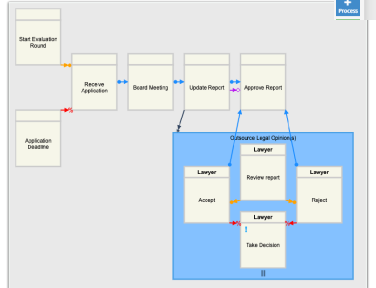 +
Process
Start Evaluation
Round
Receive
Application
Board Meeting
Update Report
Approve Report
%
Application
Deadline
Outsource Legal Opinion(s)
Lawyer
Review report
Lawyer
Accept
Lawyer
Reject
%
%
Lawyer
!
Take Decision